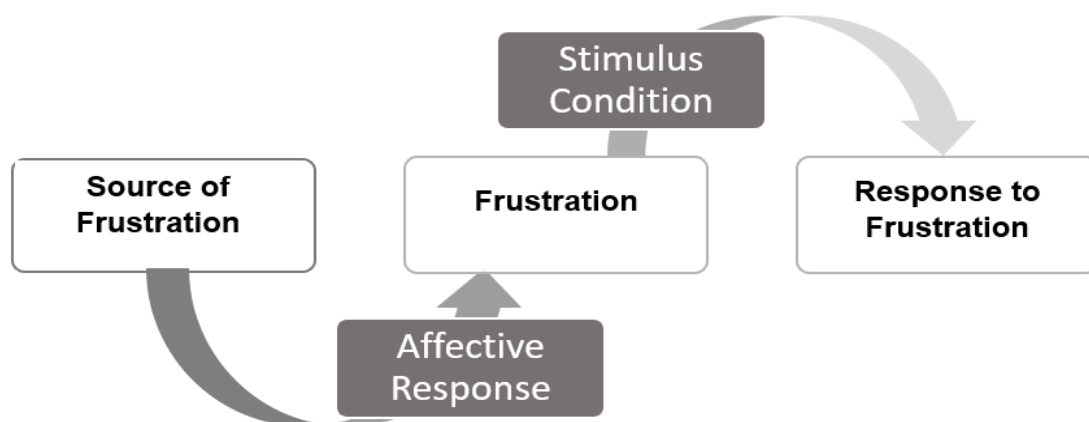 Stimulus
Condition
Source of
Frustration
Frustration
Response to
Frustration
Affective
Response